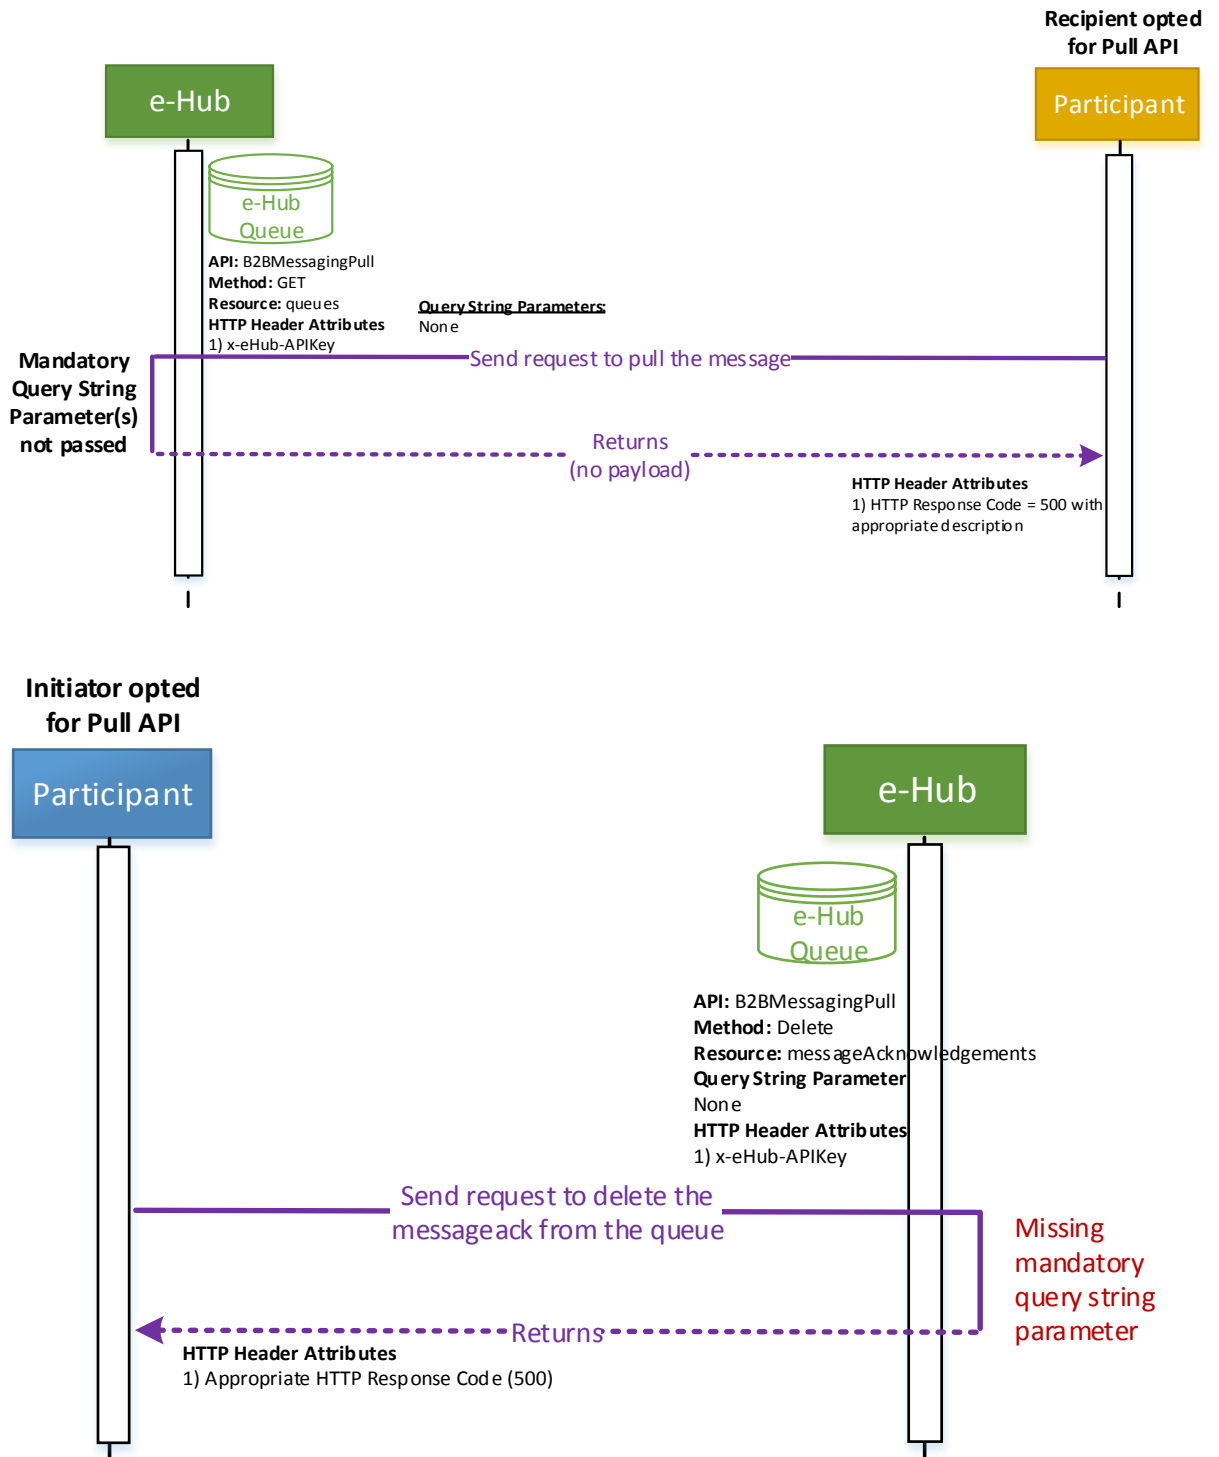 Recipient opted
for Pull API
e-Hub
Participant
e-Hub
Queue
API: B2BMessagingPull
Method: GET
Resource: queues
HTTP Header Attributes
1) x-eHub-APIKey
Query String Parameters:
None
Mandatory
Query String
Parameter(s)
not passed
Send request to pull the message
Returns
(no payload)
HTTP Header Attributes
1) HTTP Response Code = 500 with
appropriate description
Initiator opted
for Pull API
Participant
e-Hub
e-Hub
Queue
API: B2BMessagingPull
Method: Delete
Resource: messageAcknowledgements
Query String Parameter
None
HTTP Header Attributes
1) x-eHub-APIKey
Send request to delete the
messageack from the queue
Missing
mandatory
query string
parameter
Returns
HTTP Header Attributes
1) Appropriate HTTP Response Code (500)